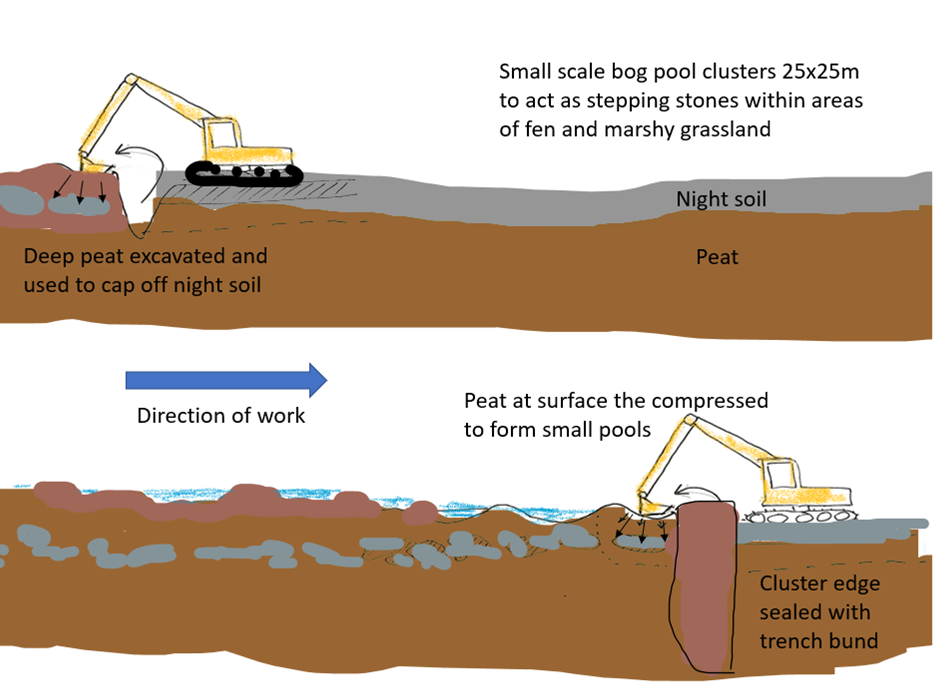 Small scale bog pool clusters 25x25m
to act as stepping stones within areas
of fen and marshy grassland
Night soil
Deep peat excavated and
used to cap off night soil
Peat
Direction of work
Peat at surface the compressed
to form small pools
Cluster edge
sealed with
trench bund